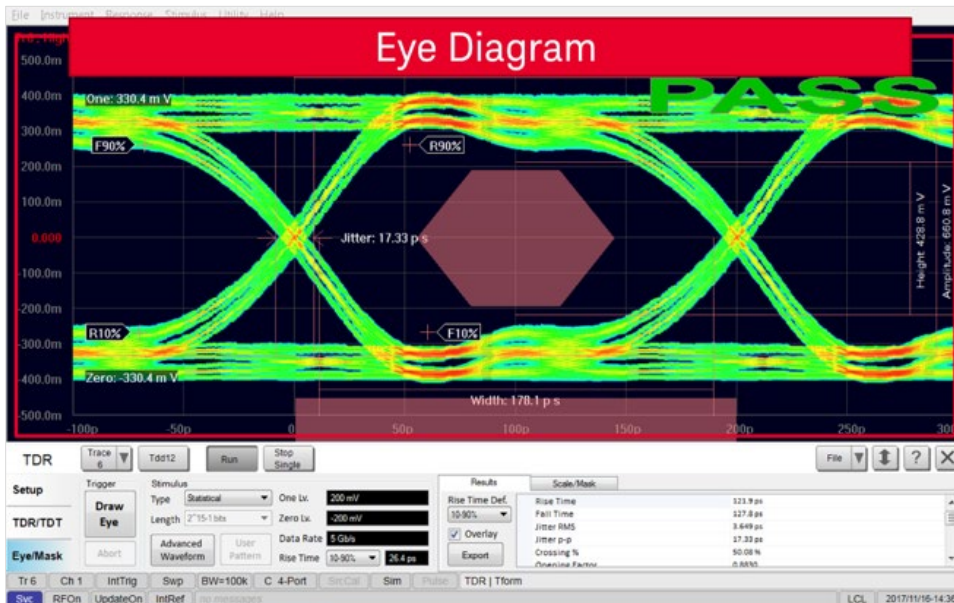 File Instrument Response Stimulus Utility Help
Eye Diagram
PASS
500.0m
400.0m
One: 330.4 m V
300.0m
F90%
R90%
200.0m
100.0m
0.000
Jitter: 17.33 p s
-100.0m
-200.0m
R10%
F10%
-300.0m
Zero: -330.4 m V
-400.0m
-500.0m
Width: 178.1 p s
Height: 428.8 m V
Amplitude: 660.8 m V
-100p 0 50p 100p 150p 200p 250p
TDR
Trace 6
Tdd12
Run
Stop Single
File
?
X
Setup
TDR/TDT
Eye/Mask
Trigger
Draw Eye
Abort
Stimulus
Type Statistical
Length 2^15-1 bits
Advanced Waveform
User Pattern
One Lv. 200 mV
Zero Lv. -200 mV
Data Rate 5 Gb/s
Rise Time 10-90% 26.4 ps
Results
Scale/Mask
Rise Time Def.
10-90%
Overlay
Export
Rise Time 121.9 ps
Fall Time 127.8 ps
Jitter RMS 3.649 ps
Jitter p-p 17.33 ps
Crossing % 50.08 %
Opening Factor 0.8830
Tr 6 Ch 1 IntTrig Swp BW=100k C 4-Port SrcCal Sim Pulse TDR | Tform
Svc RFOn UpdateOn IntRef no messages LCL 2017/11/16-14:36